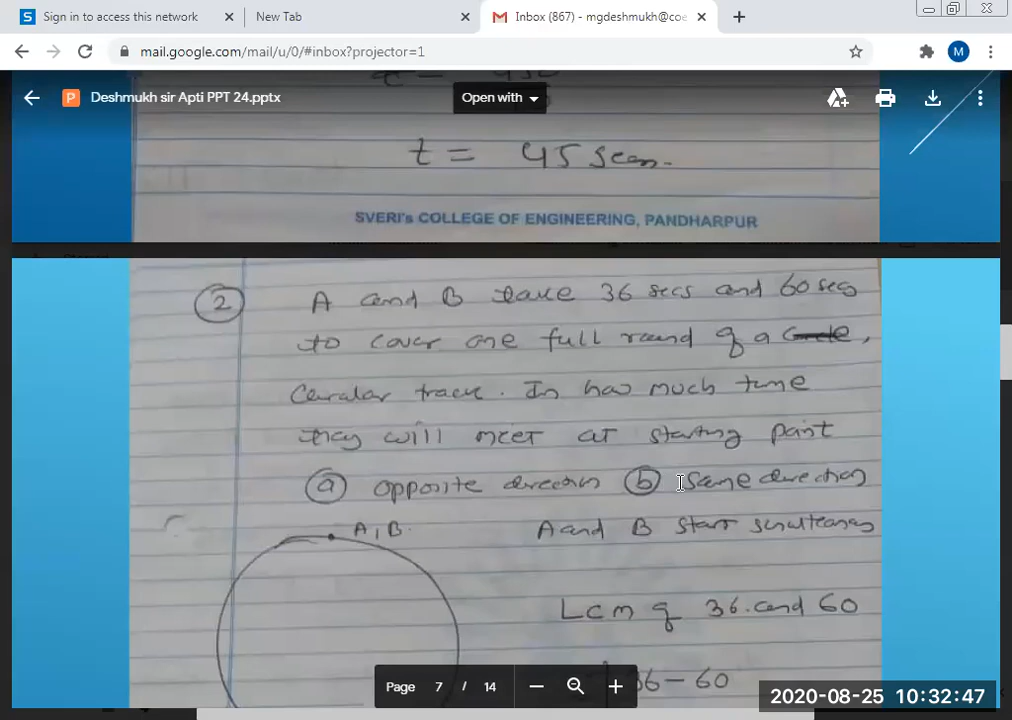 Sign in to access this network
New Tab
Inbox (867) - mgdeshmukh@coe
mail.google.com/mail/u/0/#inbox?projector=1
M
P Deshmukh sir Apti PPT 24.pptx
Open with
t = 45 secs.
SVERI's COLLEGE OF ENGINEERING, PANDHARPUR
2 A and B take 36 secs and 60 secs
to cover one full round of a
Circular track. In how much time
they will meet at starting point
a opposite direction b same direction
A, B. A and B start
Lcm of 36 and 60
36 - 60
Page 7 / 14
2020-08-25 10:32:47